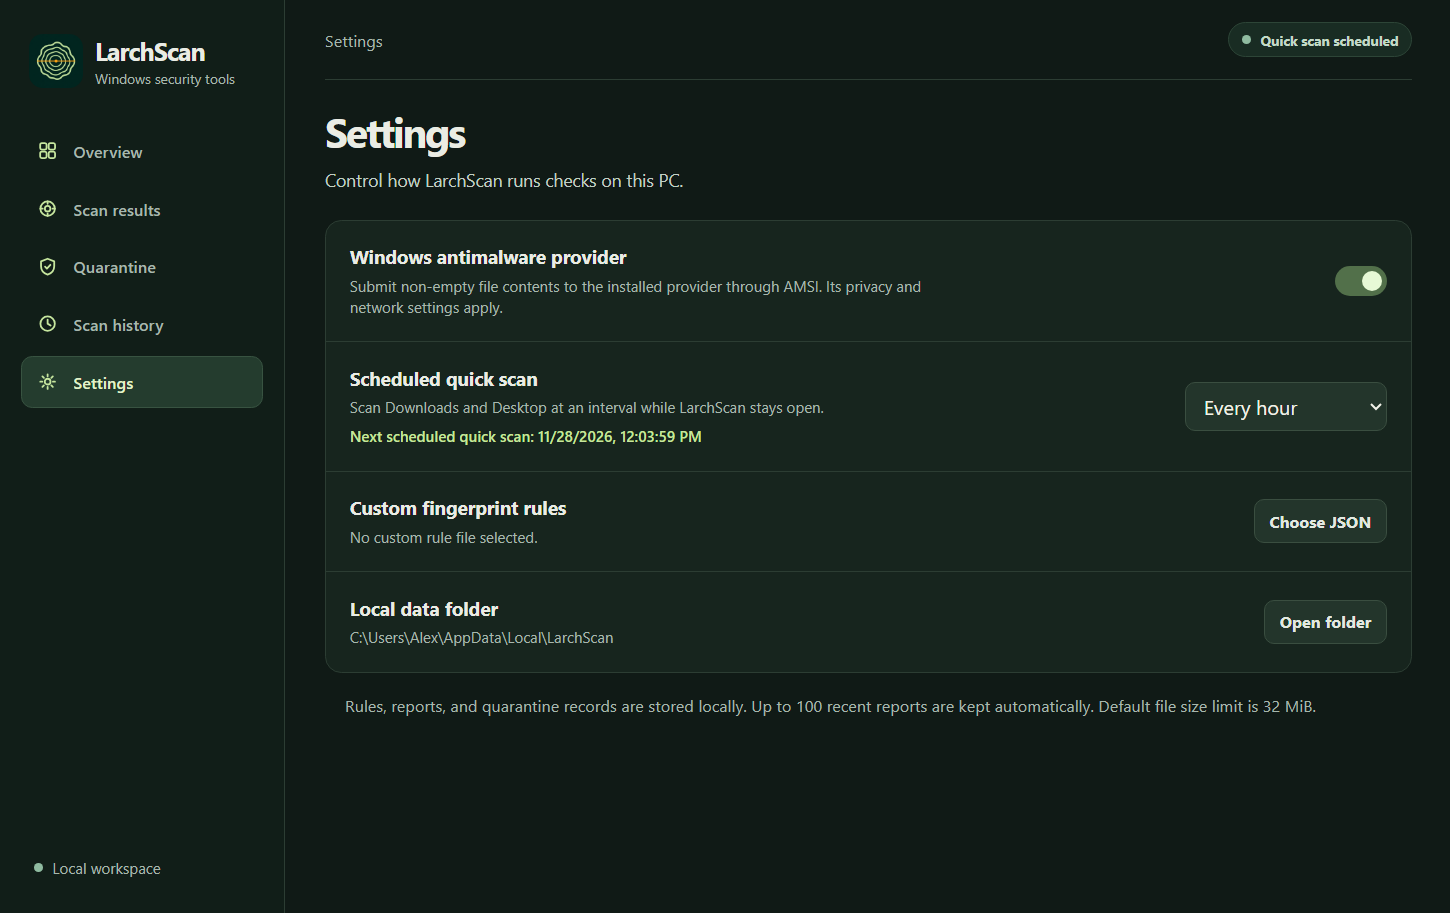 LarchScan
Windows security tools
Overview
Scan results
Quarantine
Scan history
Settings
Local workspace
Settings
Quick scan scheduled
Settings
Control how LarchScan runs checks on this PC.
Windows antimalware provider
Submit non-empty file contents to the installed provider through AMSI. Its privacy and
network settings apply.
Scheduled quick scan
Scan Downloads and Desktop at an interval while LarchScan stays open.
Next scheduled quick scan: 11/28/2026, 12:03:59 PM
Every hour
Custom fingerprint rules
No custom rule file selected.
Choose JSON
Local data folder
C:\Users\Alex\AppData\Local\LarchScan
Open folder
Rules, reports, and quarantine records are stored locally. Up to 100 recent reports are kept automatically. Default file size limit is 32 MiB.